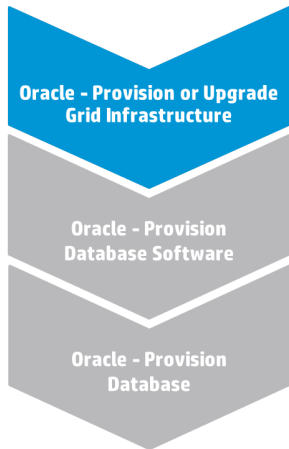 Oracle - Provision or Upgrade
Grid Infrastructure
Oracle - Provision
Database Software
Oracle - Provision
Database